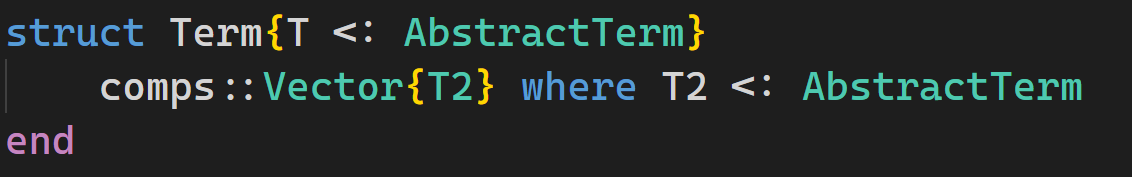 struct Term{T <: AbstractTerm}
    comps::Vector{T2} where T2 <: AbstractTerm
end